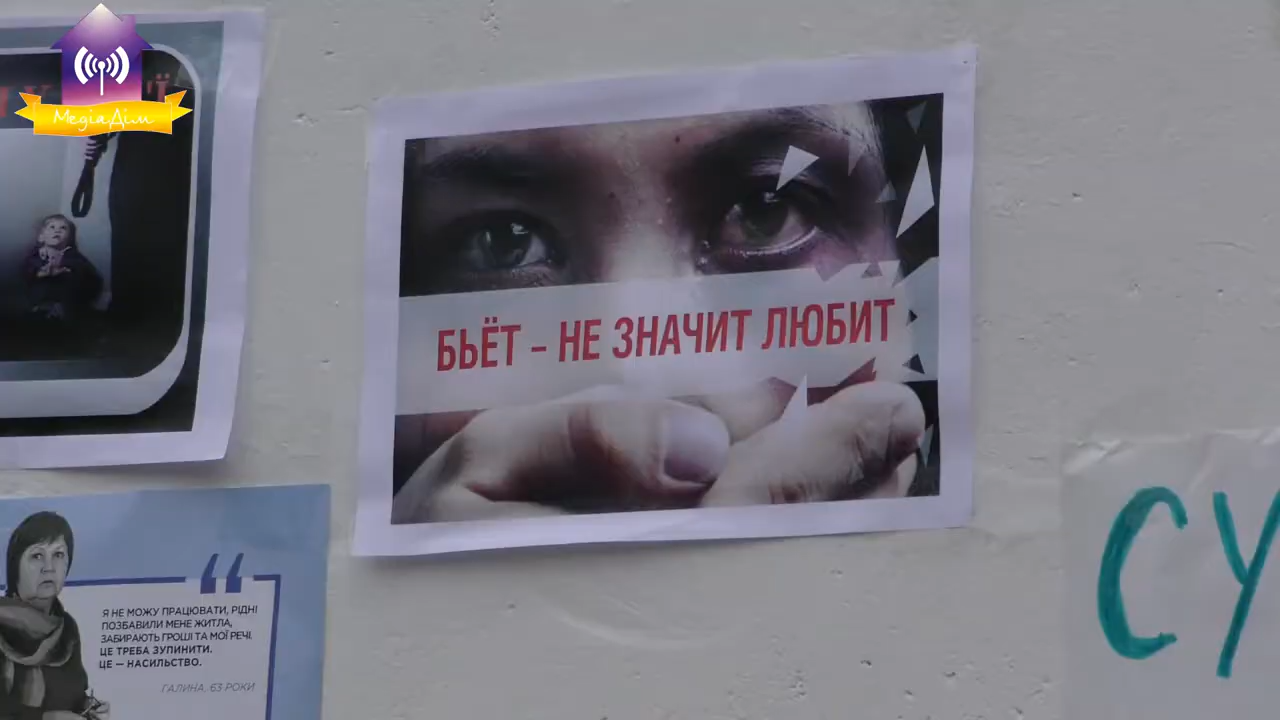 МедіаДім
БЬЁТ – НЕ ЗНАЧИТ ЛЮБИТ
Я НЕ МОЖУ ПРАЦЮВАТИ, РІДНІ
ПОЗБАВИЛИ МЕНЕ ЖИТЛА,
ЗАБИРАЮТЬ ГРОШІ ТА МОЇ РЕЧІ.
ЦЕ ТРЕБА ЗУПИНИТИ.
ЦЕ — НАСИЛЬСТВО.
ГАЛИНА, 63 РОКИ
СУ